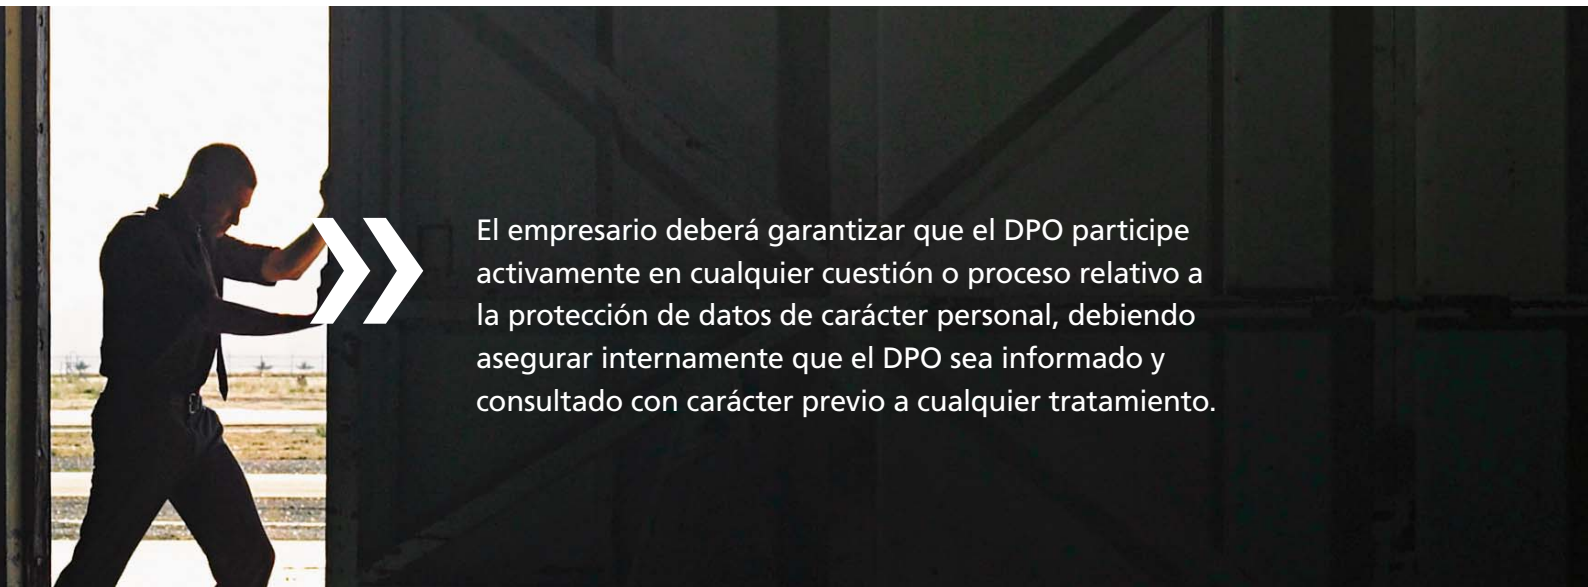 El empresario deberá garantizar que el DPO participe
activamente en cualquier cuestión o proceso relativo a
la protección de datos de carácter personal, debiendo
asegurar internamente que el DPO sea informado y
consultado con carácter previo a cualquier tratamiento.